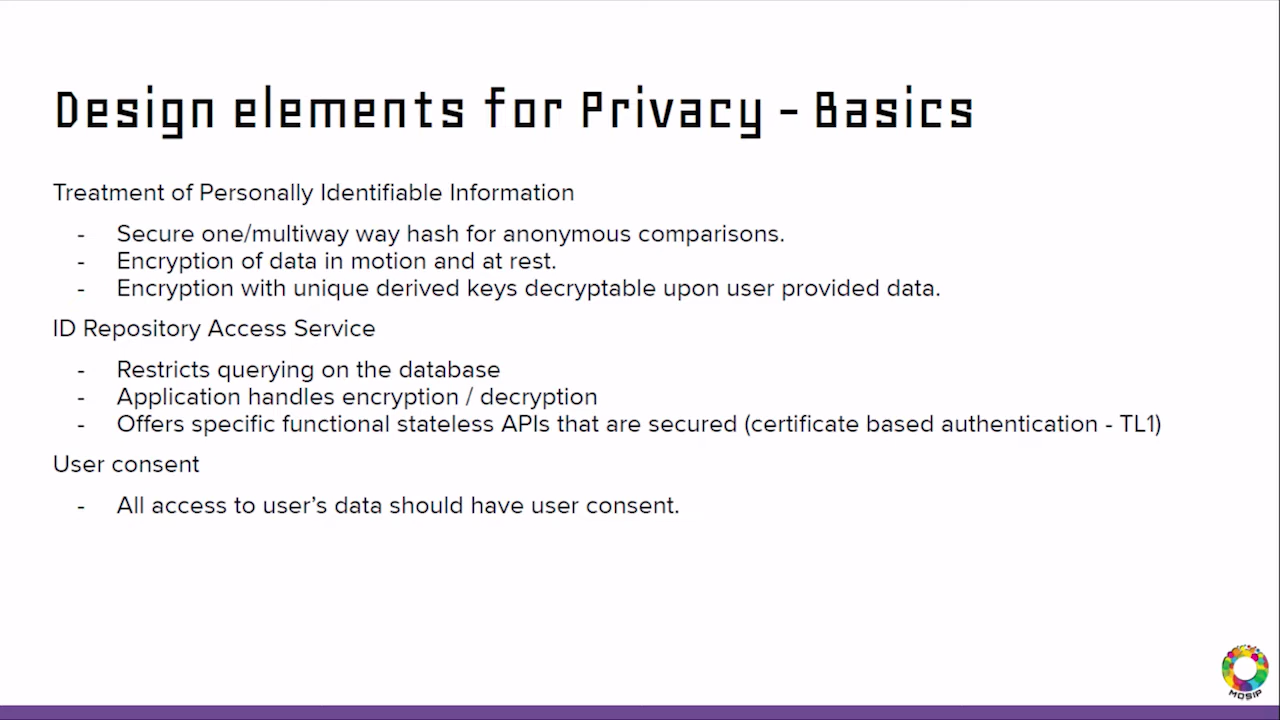 Design elements for Privacy - Basics
Treatment of Personally Identifiable Information
- Secure one/multiway way hash for anonymous comparisons.
- Encryption of data in motion and at rest.
- Encryption with unique derived keys decryptable upon user provided data.
ID Repository Access Service
- Restricts querying on the database
- Application handles encryption / decryption
- Offers specific functional stateless APIs that are secured (certificate based authentication - TL1)
User consent
- All access to user's data should have user consent.
MOSIP